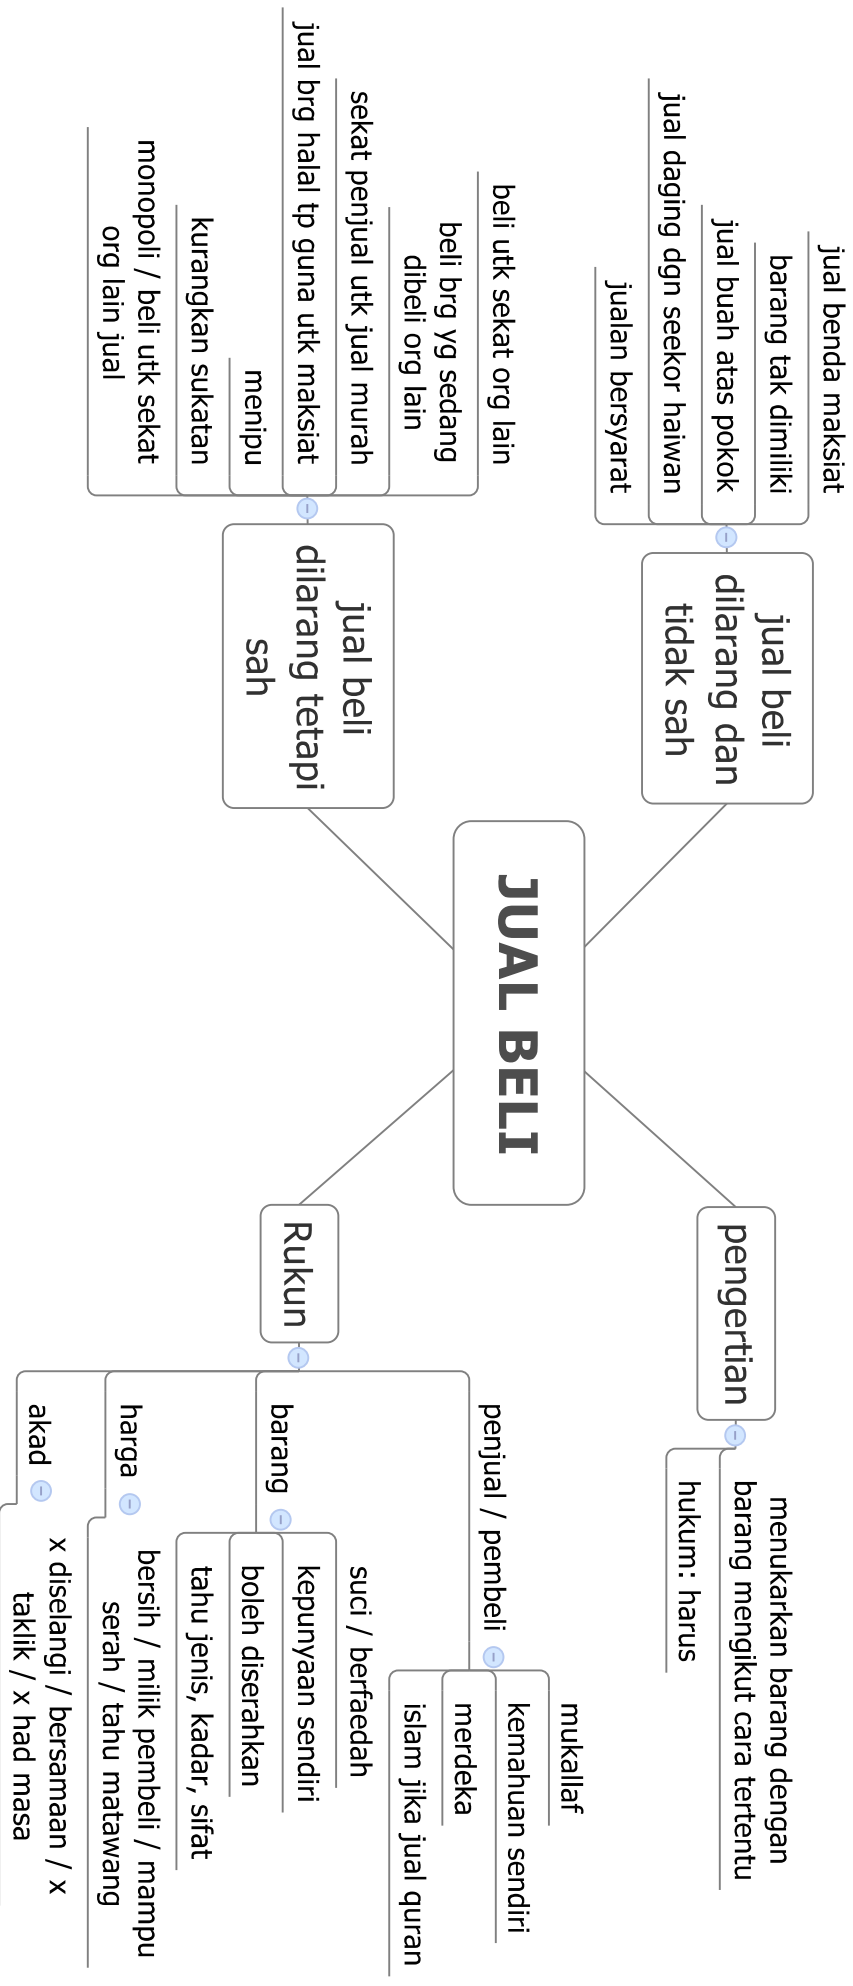 JUAL BELI
pengertian
menukarkan barang dengan
barang mengikut cara tertentu
hukum: harus
Rukun
penjual / pembeli
mukallaf
kemahuan sendiri
merdeka
islam jika jual quran
barang
suci / berfaedah
kepunyaan sendiri
boleh diserahkan
tahu jenis, kadar, sifat
harga
bersih / milik pembeli / mampu
serah / tahu matawang
akad
x diselangi / bersamaan / x
taklik / x had masa
jual beli
dilarang dan
tidak sah
jual benda maksiat
barang tak dimiliki
jual buah atas pokok
jual daging dgn seekor haiwan
jualan bersyarat
jual beli
dilarang tetapi
sah
beli utk sekat org lain
beli brg yg sedang
dibeli org lain
sekat penjual utk jual murah
jual brg halal tp guna utk maksiat
menipu
kurangkan sukatan
monopoli / beli utk sekat
org lain jual